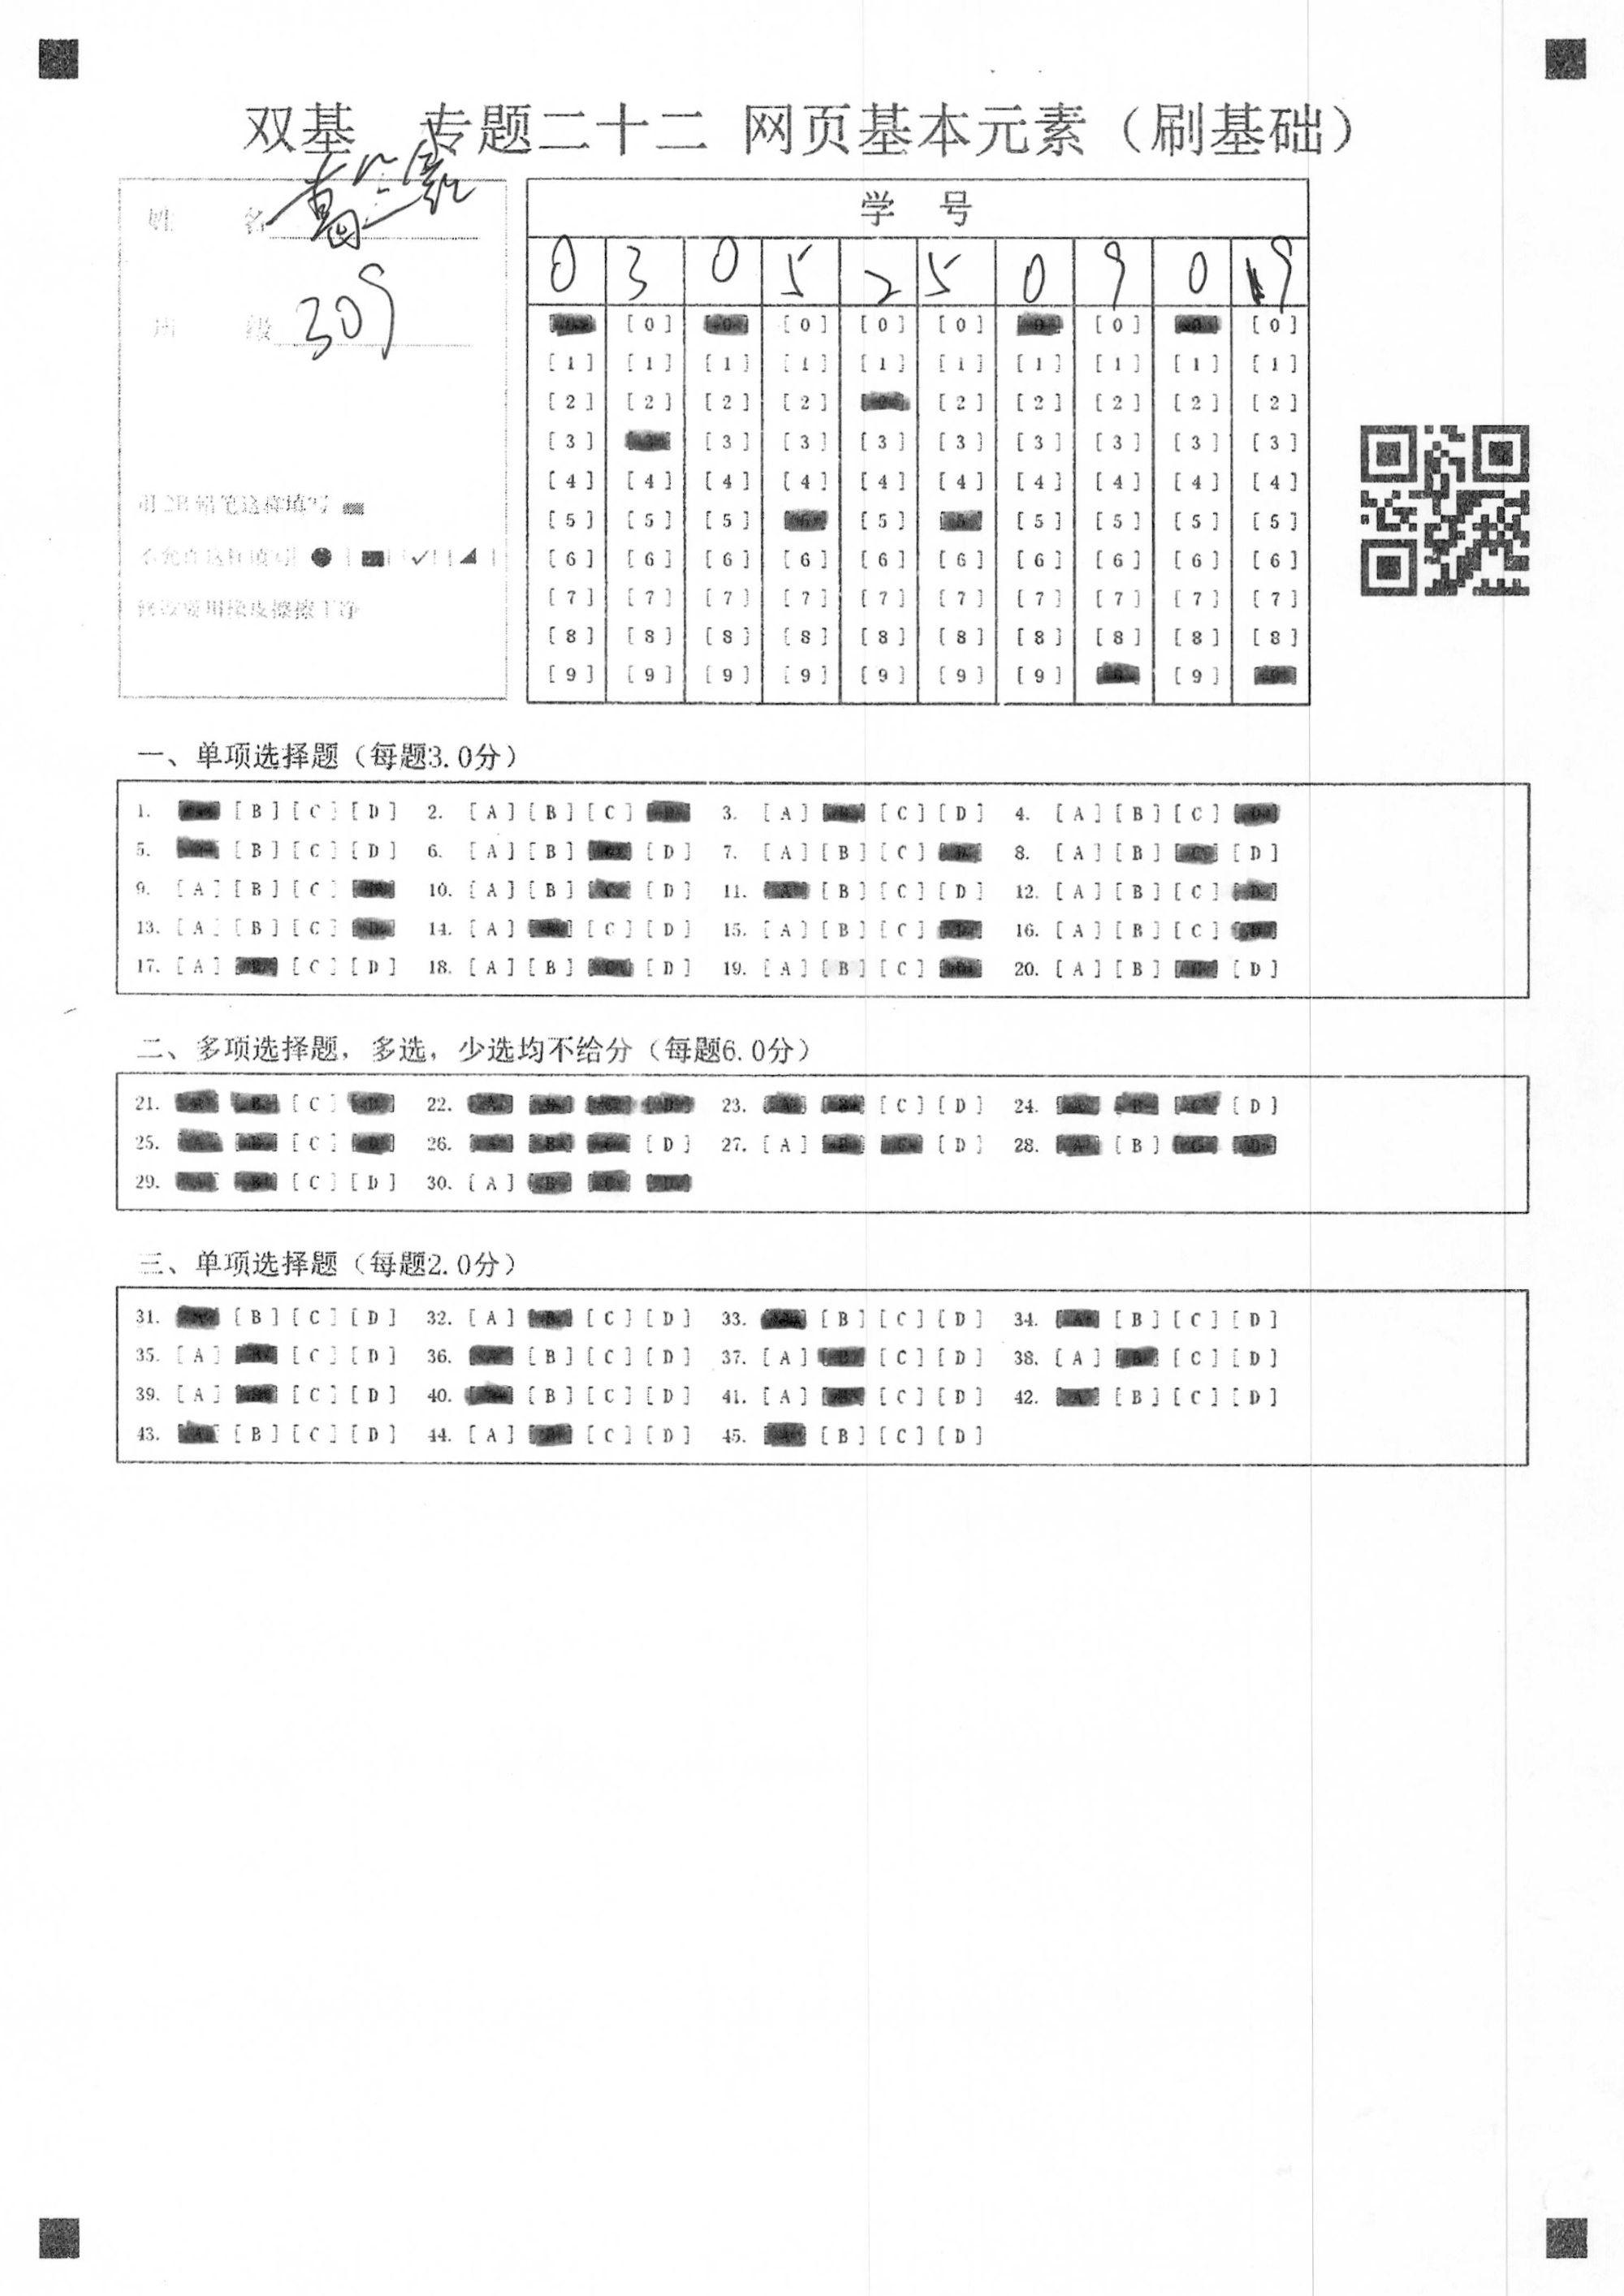 双基 专题二十二 网页基本元素（刷基础）
姓 名
班 级 309
用2B铅笔这样填写
不允许这样填写
修改要用橡皮擦擦干净
学 号
0 3 0 5 2 5 0 9 0 9
[0] [0] [0] [0] [0] [0]
[1] [1] [1] [1] [1] [1] [1] [1] [1] [1]
[2] [2] [2] [2] [2] [2] [2] [2] [2]
[3] [3] [3] [3] [3] [3] [3] [3] [3]
[4] [4] [4] [4] [4] [4] [4] [4] [4] [4]
[5] [5] [5] [5] [5] [5] [5] [5]
[6] [6] [6] [6] [6] [6] [6] [6] [6] [6]
[7] [7] [7] [7] [7] [7] [7] [7] [7] [7]
[8] [8] [8] [8] [8] [8] [8] [8] [8] [8]
[9] [9] [9] [9] [9] [9] [9] [9]
一、单项选择题（每题3.0分）
1. [B] [C] [D] 2. [A] [B] [C] 3. [A] [C] [D] 4. [A] [B] [C]
5. [B] [C] [D] 6. [A] [B] [D] 7. [A] [B] [C] 8. [A] [B] [D]
9. [A] [B] [C] 10. [A] [B] [D] 11. [B] [C] [D] 12. [A] [B] [C]
13. [A] [B] [C] 14. [A] [C] [D] 15. [A] [B] [C] 16. [A] [B] [C]
17. [A] [C] [D] 18. [A] [B] [D] 19. [A] [B] [C] 20. [A] [B] [D]
二、多项选择题，多选，少选均不给分（每题6.0分）
21. [C] 22. 23. [C] [D] 24. [D]
25. [C] 26. [D] 27. [A] [D] 28. [B]
29. [C] [D] 30. [A]
三、单项选择题（每题2.0分）
31. [B] [C] [D] 32. [A] [C] [D] 33. [B] [C] [D] 34. [B] [C] [D]
35. [A] [C] [D] 36. [B] [C] [D] 37. [A] [C] [D] 38. [A] [C] [D]
39. [A] [C] [D] 40. [B] [C] [D] 41. [A] [C] [D] 42. [B] [C] [D]
43. [B] [C] [D] 44. [A] [C] [D] 45. [B] [C] [D]